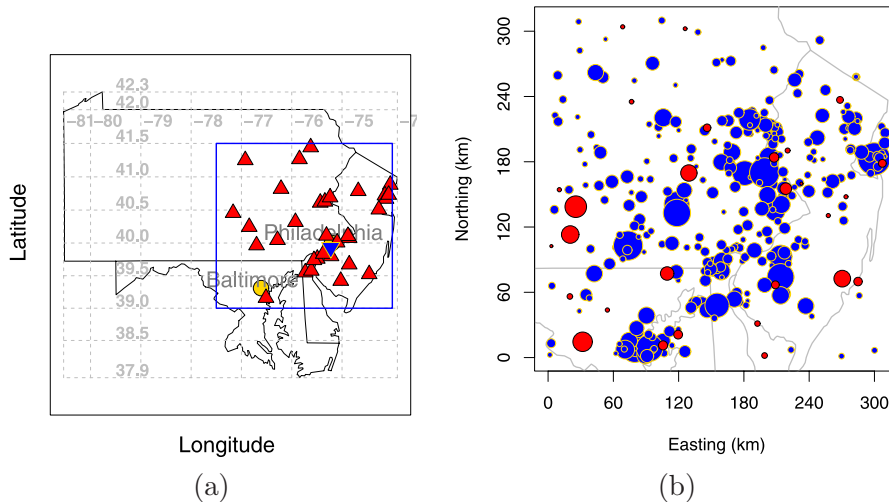 42.3
42.0
-81-80 -78 -77 -75 -74
41.5
41.0
40.5
40.0
39.5
39.0
38.5
37.9
Philadelphia
Baltimore
Latitude
Longitude
(a)
300
240
180
120
60
0
Northing (km)
0 60 120 180 240 300
Easting (km)
(b)